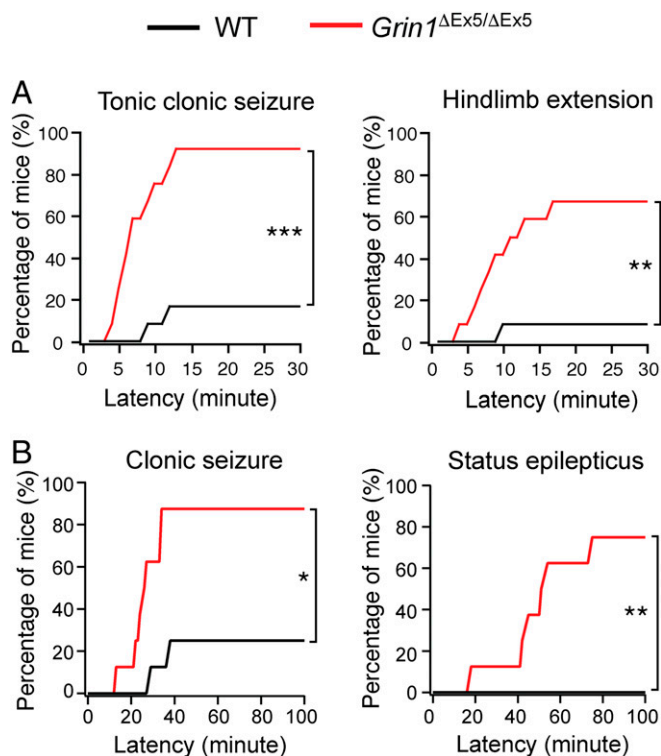 WT Grin1ΔEx5/ΔEx5
A
Tonic clonic seizure
Percentage of mice (%)
100
80
60
40
20
0
***
0 5 10 15 20 25 30
Latency (minute)
Hindlimb extension
Percentage of mice (%)
100
80
60
40
20
0
**
0 5 10 15 20 25 30
Latency (minute)
B
Clonic seizure
Percentage of mice (%)
100
80
60
40
20
0
*
0 20 40 60 80 100
Latency (minute)
Status epilepticus
Percentage of mice (%)
100
80
60
40
20
0
**
0 20 40 60 80 100
Latency (minute)